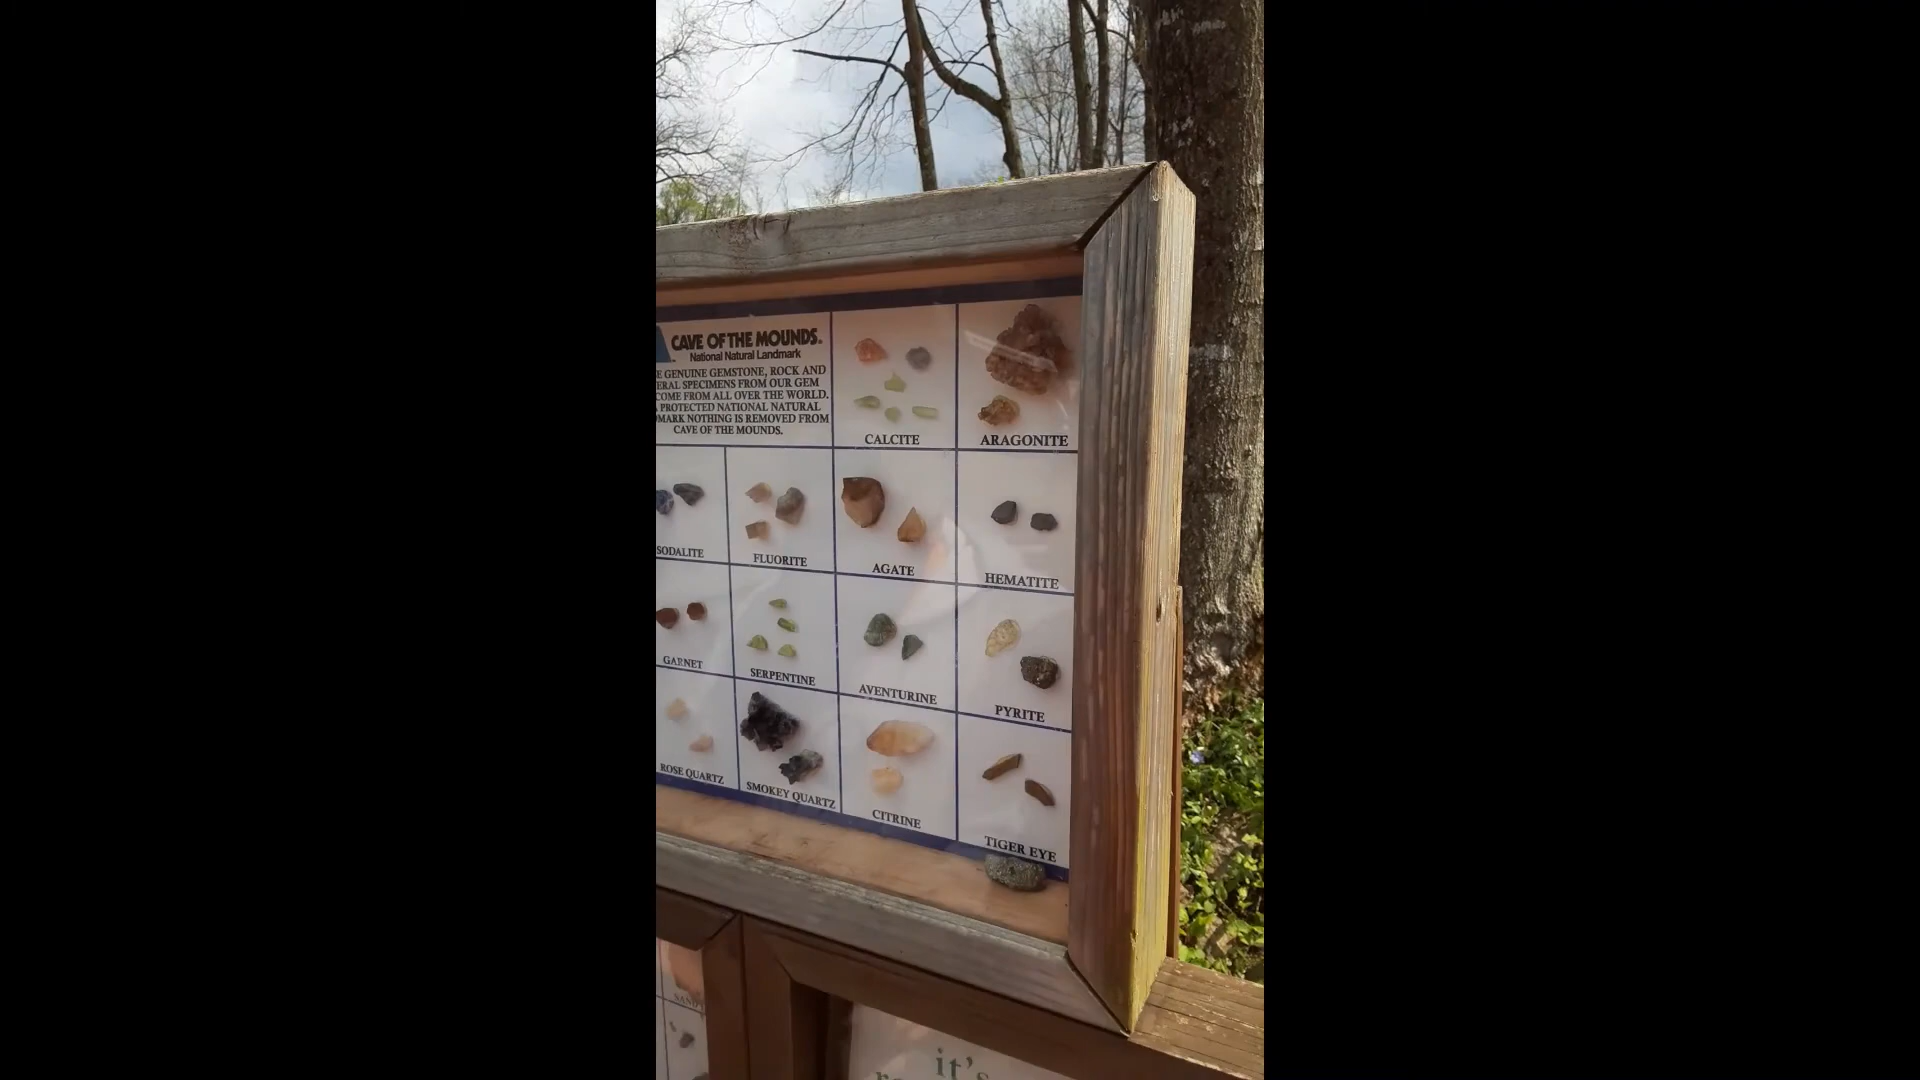 CAVE OF THE MOUNDS
National Natural Landmark
GENUINE GEMSTONE, ROCK AND
SPECIMENS FROM OUR GEM
COME FROM ALL OVER THE WORLD.
PROTECTED NATIONAL NATURAL
NOTHING IS REMOVED FROM
CAVE OF THE MOUNDS.
CALCITE
ARAGONITE
SODALITE
FLUORITE
AGATE
HEMATITE
GARNET
SERPENTINE
AVENTURINE
PYRITE
ROSE QUARTZ
SMOKEY QUARTZ
CITRINE
TIGER EYE
it's